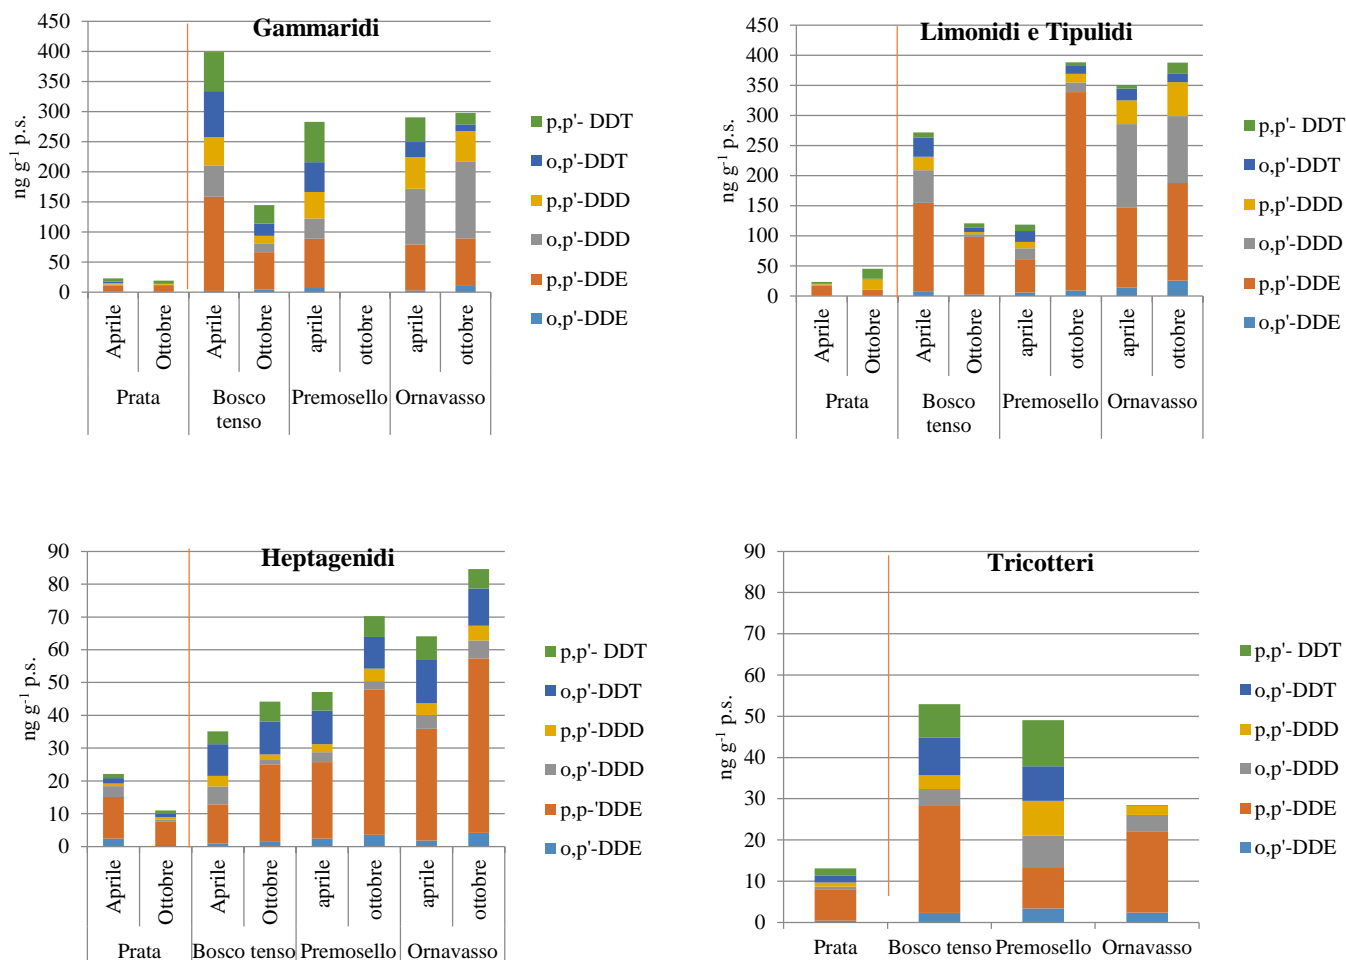 Gammaridi
450
400
350
300
250
200
150
100
50
0
ng g-1 p.s.
Aprile
Ottobre
Aprile
Ottobre
aprile
ottobre
aprile
ottobre
Prata
Bosco
tenso
Premosello
Ornavasso
p,p'- DDT
o,p'-DDT
p,p'-DDD
o,p'-DDD
p,p'-DDE
o,p'-DDE
Limonidi e Tipulidi
450
400
350
300
250
200
150
100
50
0
ng g-1 p.s.
Aprile
Ottobre
Aprile
Ottobre
aprile
ottobre
aprile
ottobre
Prata
Bosco
tenso
Premosello
Ornavasso
p,p'- DDT
o,p'-DDT
p,p'-DDD
o,p'-DDD
p,p'-DDE
o,p'-DDE
Heptagenidi
90
80
70
60
50
40
30
20
10
0
ng g-1 p.s.
Aprile
Ottobre
Aprile
Ottobre
aprile
ottobre
aprile
ottobre
Prata
Bosco tenso
Premosello
Ornavasso
p,p'- DDT
o,p'-DDT
p,p'-DDD
o,p'-DDD
p,p-'DDE
o,p'-DDE
Tricotteri
90
80
70
60
50
40
30
20
10
0
ng g-1 p.s.
Prata
Bosco tenso
Premosello
Ornavasso
p,p'- DDT
o,p'-DDT
p,p'-DDD
o,p'-DDD
p,p'-DDE
o,p'-DDE